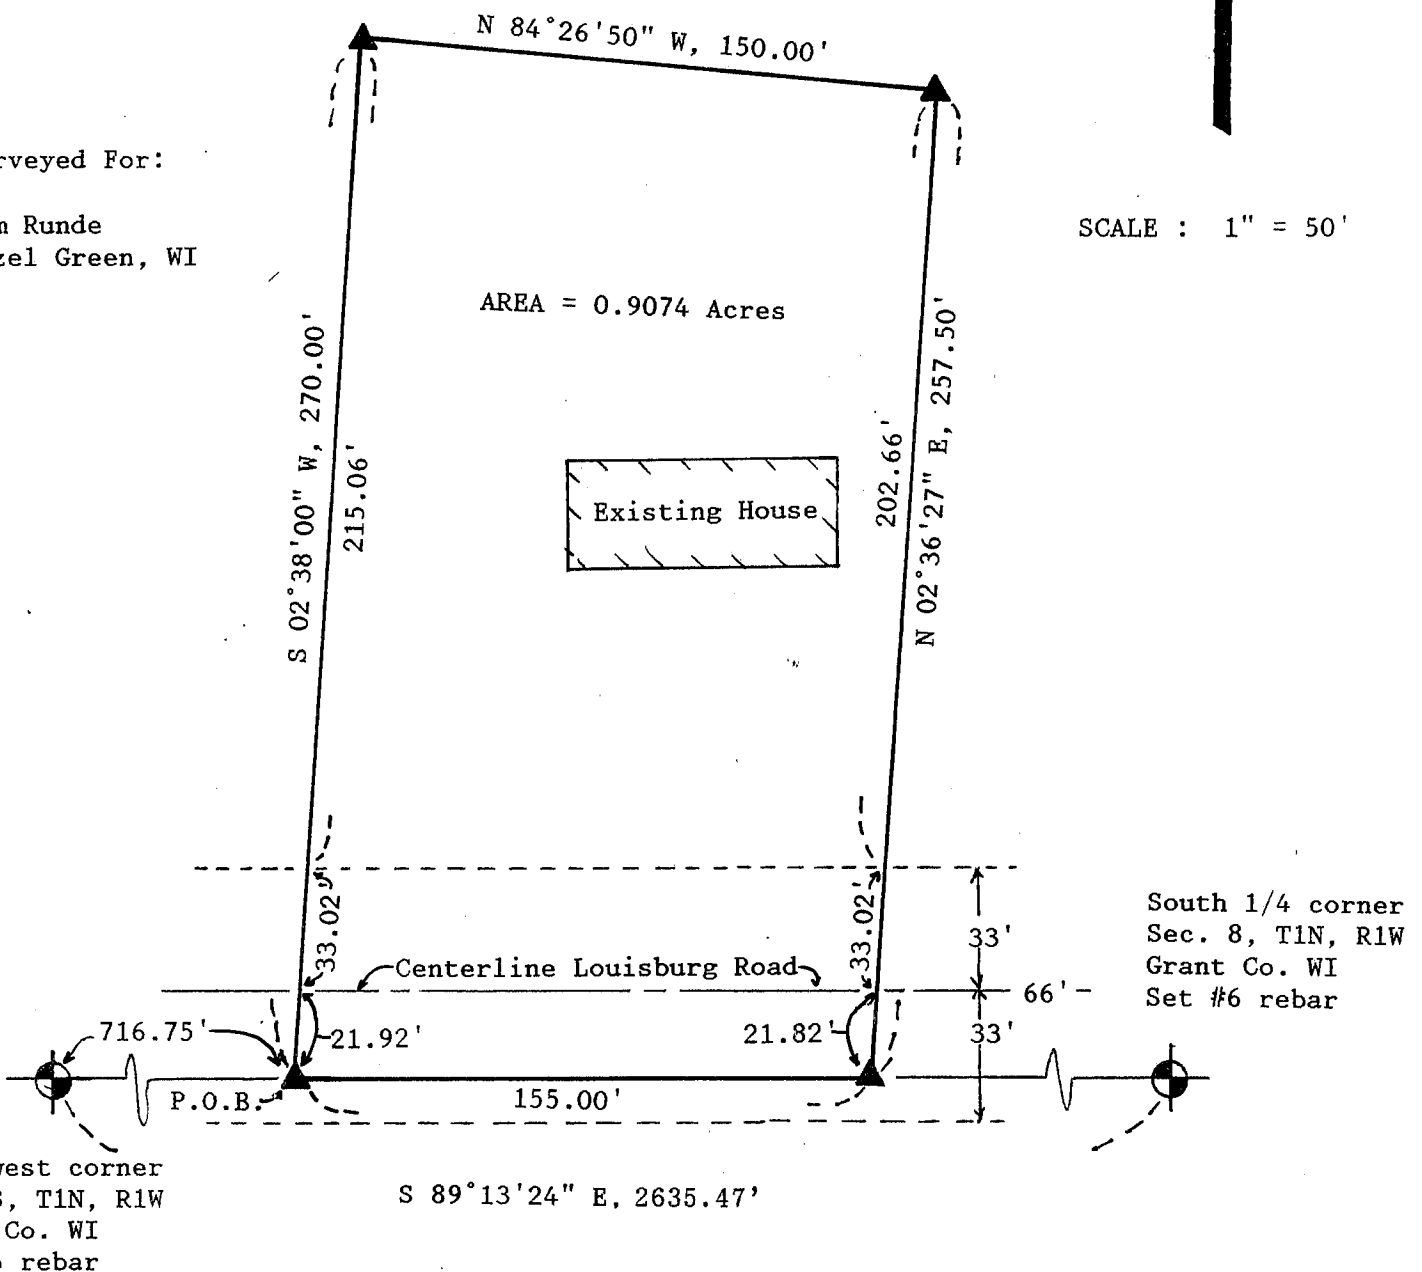 N 84°26'50" W, 150.00'
rveyed For:
m Runde
zel Green, WI
SCALE : 1" = 50'
AREA = 0.9074 Acres
S 02°38'00" W, 270.00'
215.06'
Existing House
202.66'
N 02°36'27" E, 257.50'
33.02'
33.02'
33'
Centerline Louisburg Road
66'
South 1/4 corner
Sec. 8, T1N, R1W
Grant Co. WI
Set #6 rebar
716.75'
21.92'
21.82'
33'
P.O.B.
155.00'
west corner
8, T1N, R1W
Co. WI
rebar
S 89°13'24" E, 2635.47'